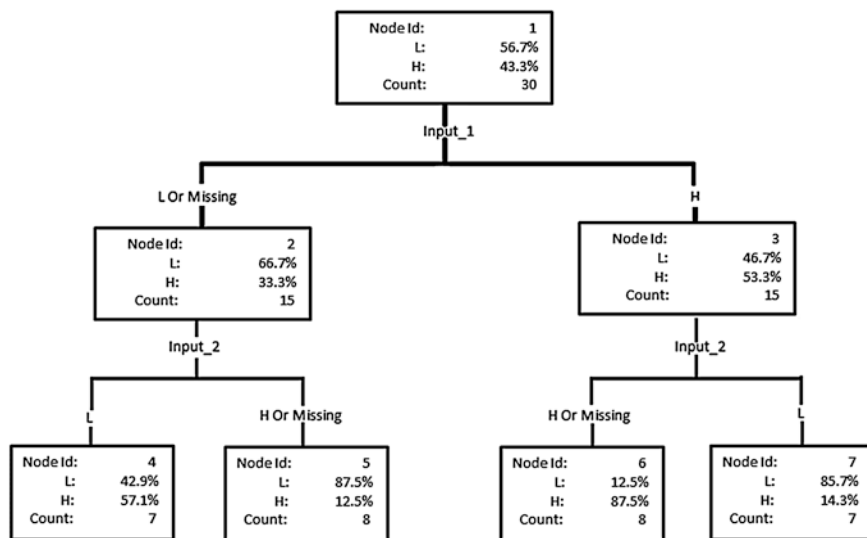 Node Id: 1
L: 56.7%
H: 43.3%
Count: 30
Input_1
L Or Missing
H
Node Id: 2
L: 66.7%
H: 33.3%
Count: 15
Node Id: 3
L: 46.7%
H: 53.3%
Count: 15
Input_2
Input_2
L
H Or Missing
H Or Missing
L
Node Id: 4
L: 42.9%
H: 57.1%
Count: 7
Node Id: 5
L: 87.5%
H: 12.5%
Count: 8
Node Id: 6
L: 12.5%
H: 87.5%
Count: 8
Node Id: 7
L: 85.7%
H: 14.3%
Count: 7